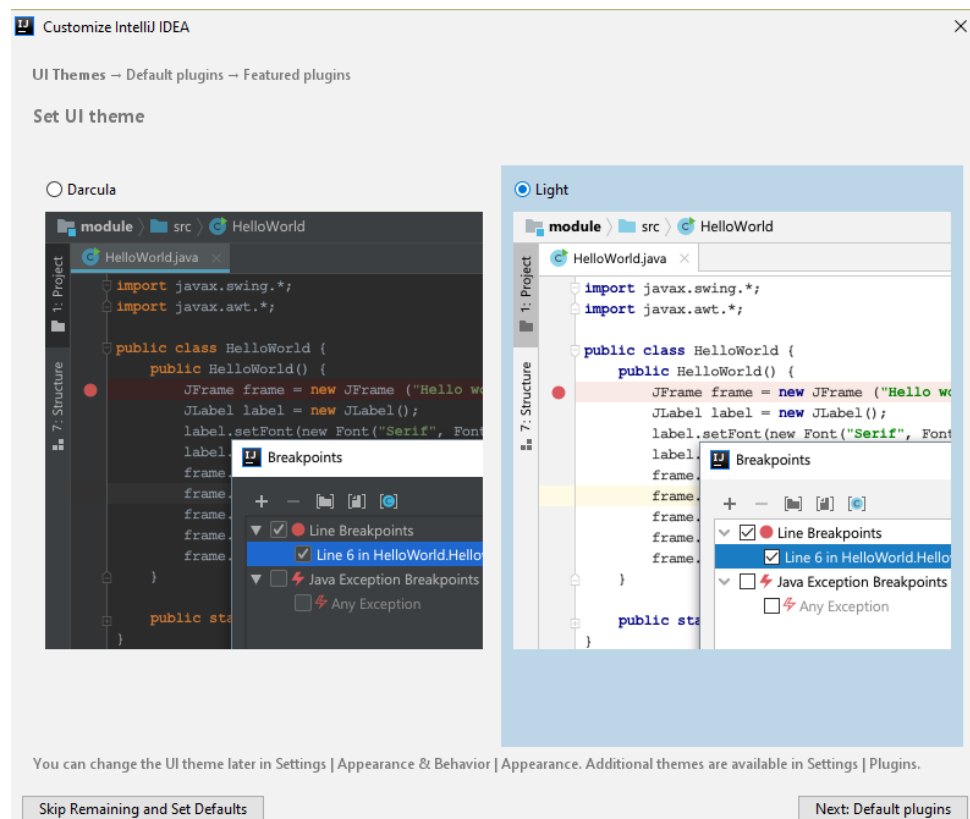 Customize IntelliJ IDEA
UI Themes → Default plugins → Featured plugins
Set UI theme
Darcula
module 〉 src 〉 HelloWorld
1: Project
7: Structure
HelloWorld.java
import javax.swing.*;
import javax.awt.*;
public class HelloWorld {
public HelloWorld() {
JFrame frame = new JFrame ("Hello wo
JLabel label = new JLabel();
label.setFont(new Font("Serif", Font
label.
frame.
frame.
frame.
frame.
frame.
}
public sta
}
Breakpoints
Line Breakpoints
Line 6 in HelloWorld.Hello
Java Exception Breakpoints
Any Exception
Light
module 〉 src 〉 HelloWorld
1: Project
7: Structure
HelloWorld.java
import javax.swing.*;
import javax.awt.*;
public class HelloWorld {
public HelloWorld() {
JFrame frame = new JFrame ("Hello wo
JLabel label = new JLabel();
label.setFont(new Font("Serif", Font
label.
frame.
frame.
frame.
frame.
frame.
}
public sta
}
Breakpoints
Line Breakpoints
Line 6 in HelloWorld.Hello
Java Exception Breakpoints
Any Exception
You can change the UI theme later in Settings | Appearance & Behavior | Appearance. Additional themes are available in Settings | Plugins.
Skip Remaining and Set Defaults
Next: Default plugins